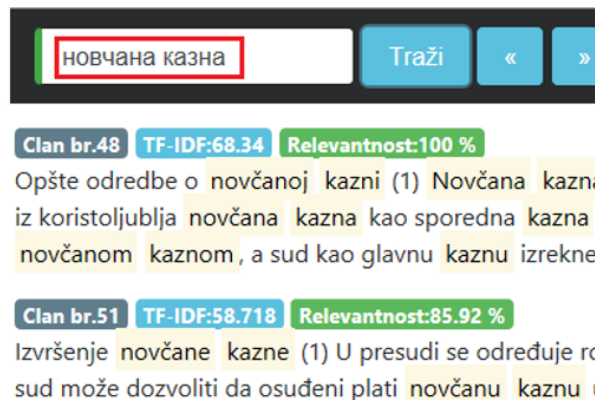 новчана казна Traži « »
Clan br.48 TF-IDF:68.34 Relevantnost:100 %
Opšte odredbe o novčanoj kazni (1) Novčana kazna
iz koristoljublja novčana kazna kao sporedna kazna
novčanom kaznom, a sud kao glavnu kaznu izrekne
Clan br.51 TF-IDF:58.718 Relevantnost:85.92 %
Izvršenje novčane kazne (1) U presudi se određuje
sud može dozvoliti da osuđeni plati novčanu kaznu